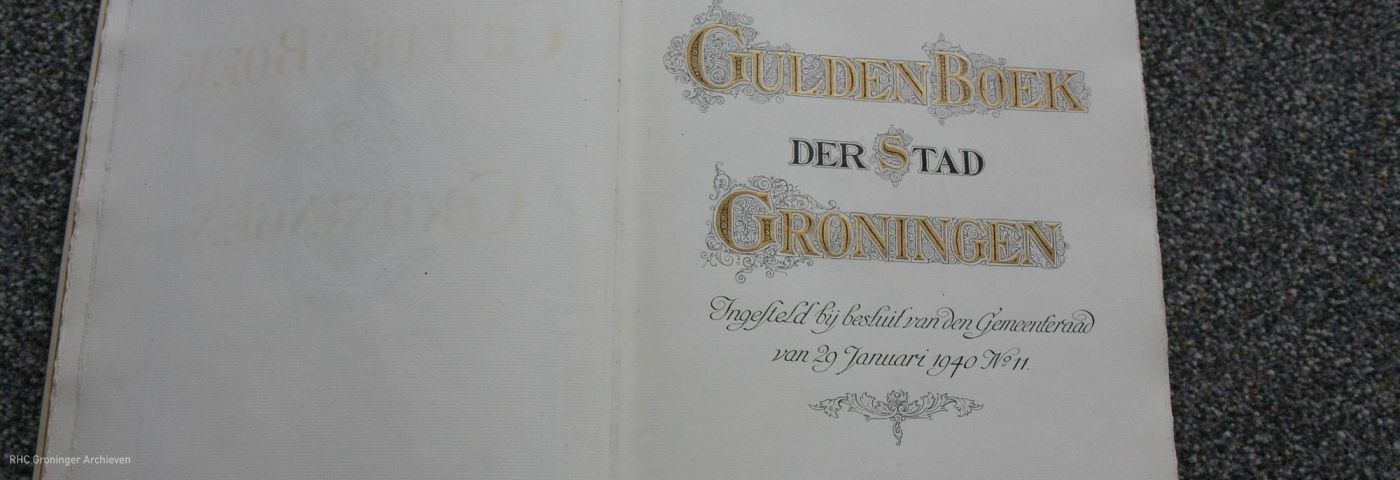 GULDEN BOEK
DER STAD
GRONINGEN
Ingesteld bij besluit van den Gemeenteraad
van 29 Januari 1940 No 11.
RHC Groninger Archieven